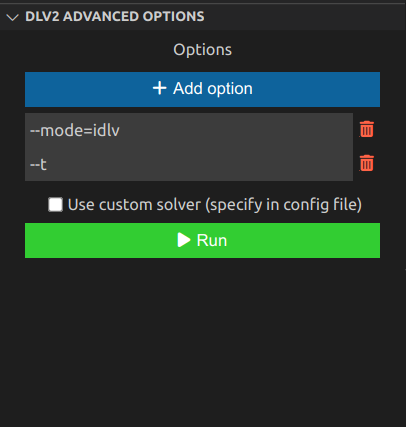 DLV2 ADVANCED OPTIONS
Options
Add option
--mode=idlv
--t
Use custom solver (specify in config file)
Run